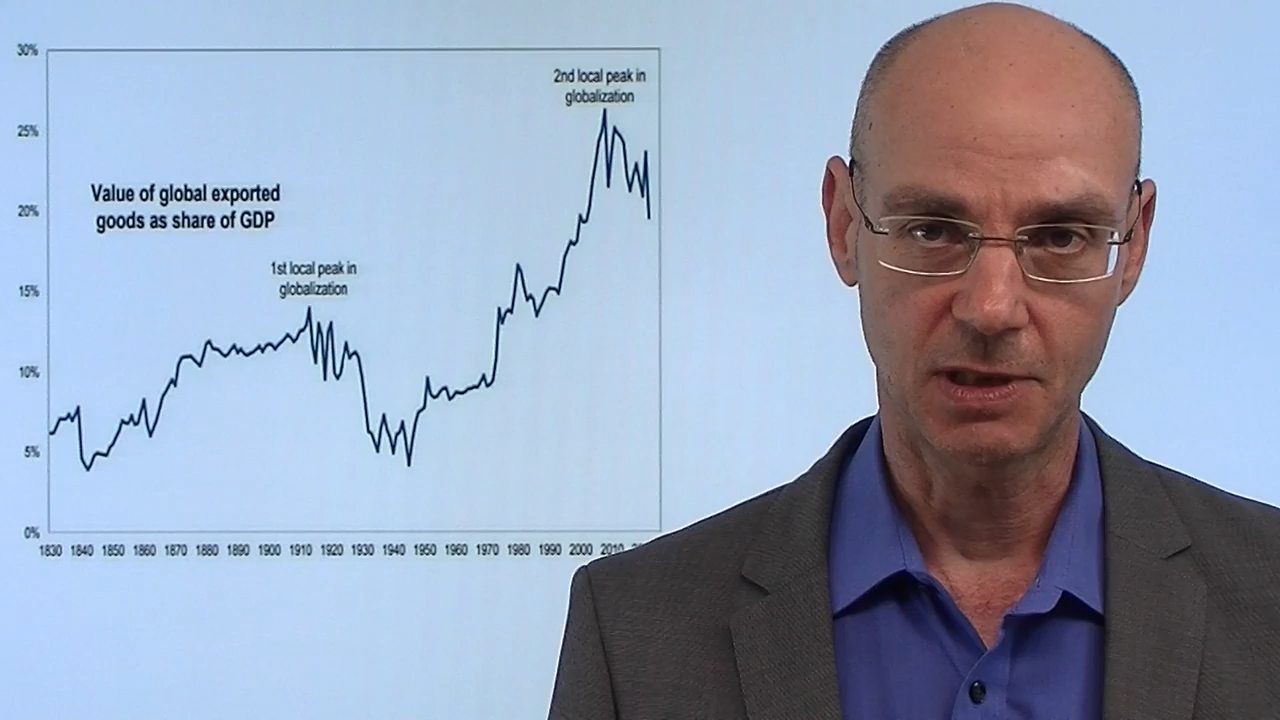 30%
2nd local peak in
globalization
25%
Value of global exported
goods as share of GDP
20%
1st local peak in
globalization
15%
10%
5%
0%
1830 1840 1850 1860 1870 1880 1890 1900 1910 1920 1930 1940 1950 1960 1970 1980 1990 2000 2010